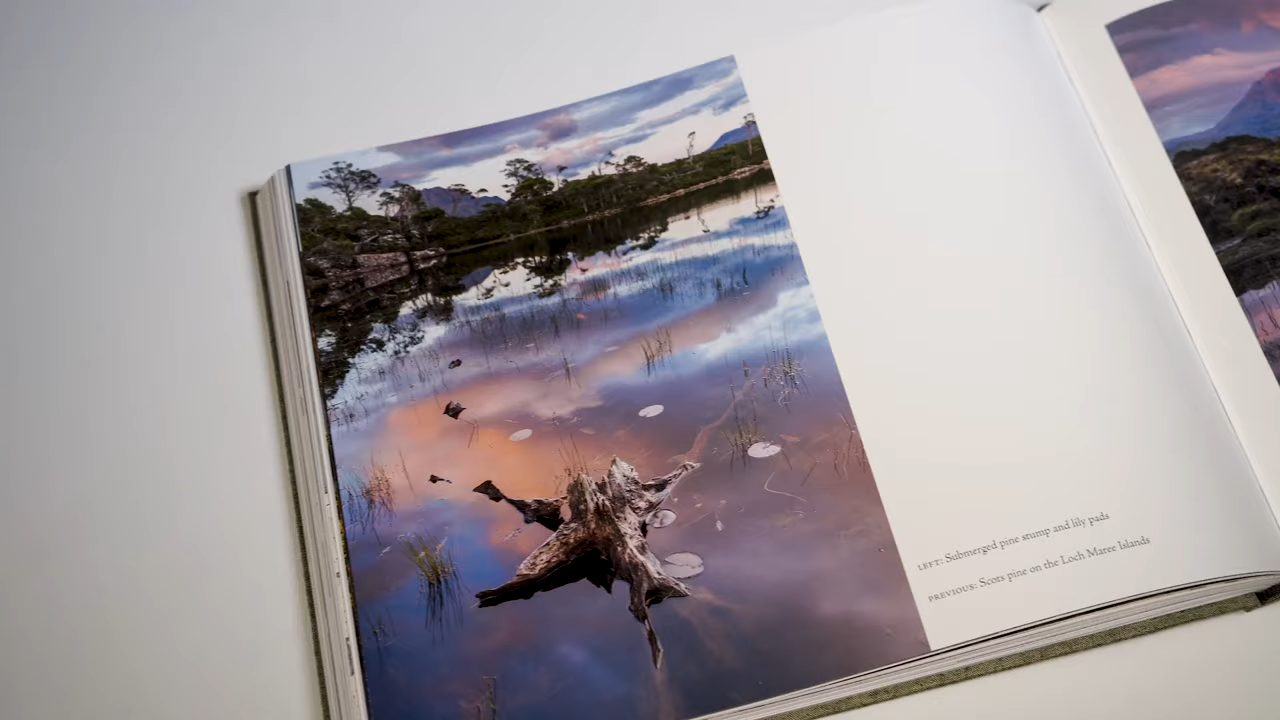 LEFT: Submerged pine stump and lily pads
PREVIOUS: Scots pine on the Loch Maree Islands